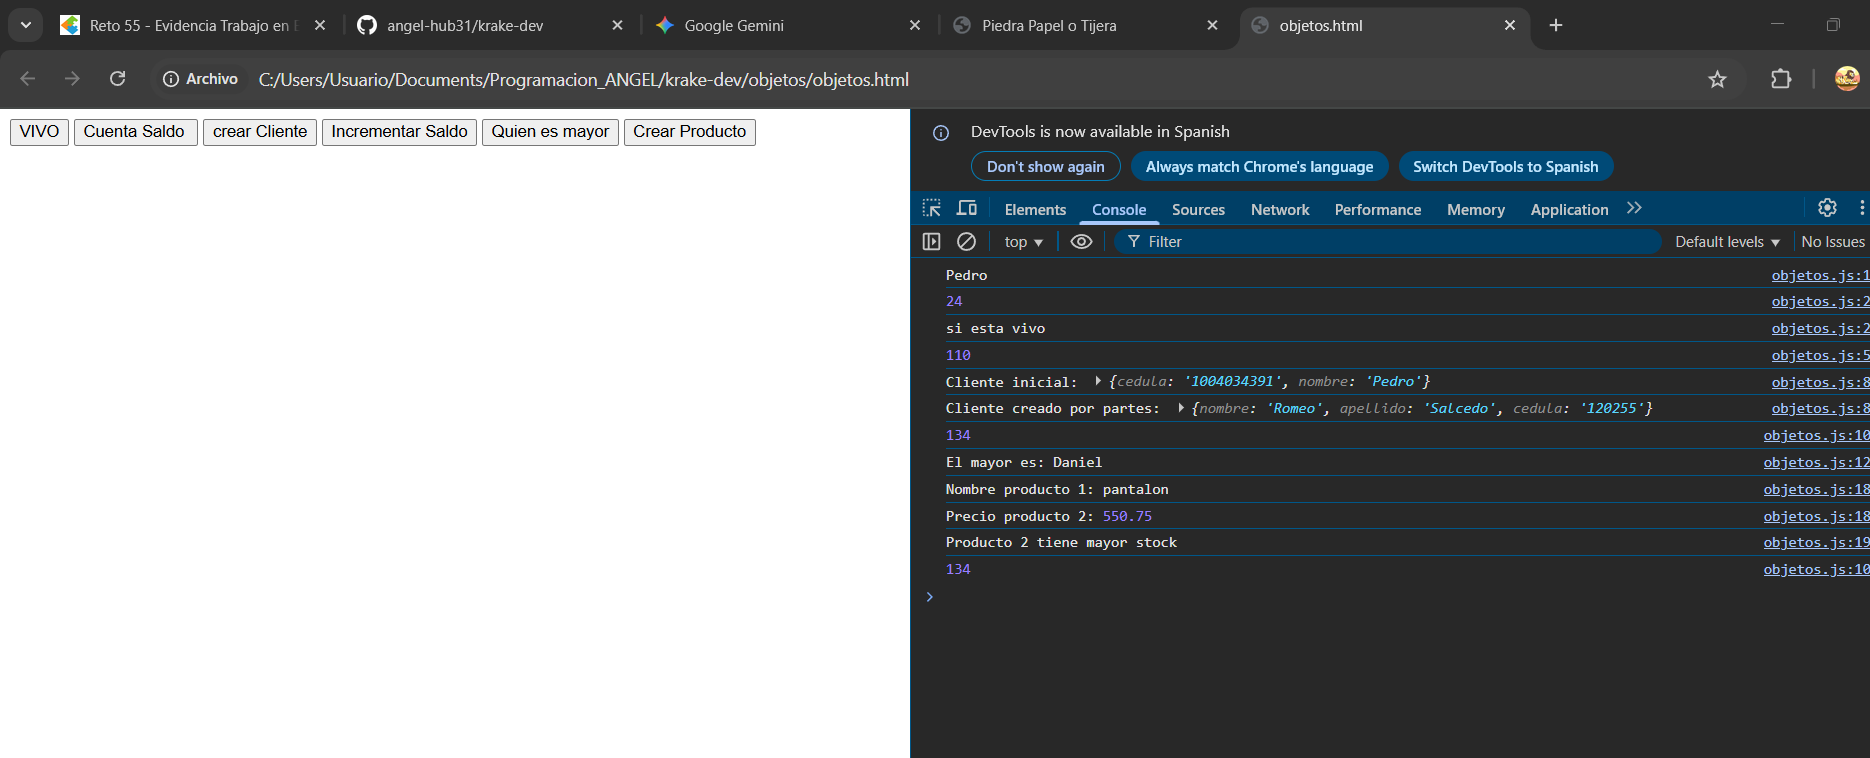 Reto 55 - Evidencia Trabajo en E
angel-hub31/krake-dev
Google Gemini
Piedra Papel o Tijera
objetos.html
Archivo
C:/Users/Usuario/Documents/Programacion_ANGEL/krake-dev/objetos/objetos.html
VIVO
Cuenta Saldo
crear Cliente
Incrementar Saldo
Quien es mayor
Crear Producto
DevTools is now available in Spanish
Don't show again
Always match Chrome's language
Switch DevTools to Spanish
Elements
Console
Sources
Network
Performance
Memory
Application
top
Filter
Default levels
No Issues
Pedro objetos.js:1
24 objetos.js:2
si esta vivo objetos.js:2
110 objetos.js:5
Cliente inicial: {cedula: '1004034391', nombre: 'Pedro'} objetos.js:8
Cliente creado por partes: {nombre: 'Romeo', apellido: 'Salcedo', cedula: '120255'} objetos.js:8
134 objetos.js:10
El mayor es: Daniel objetos.js:12
Nombre producto 1: pantalon objetos.js:18
Precio producto 2: 550.75 objetos.js:18
Producto 2 tiene mayor stock objetos.js:19
134 objetos.js:10